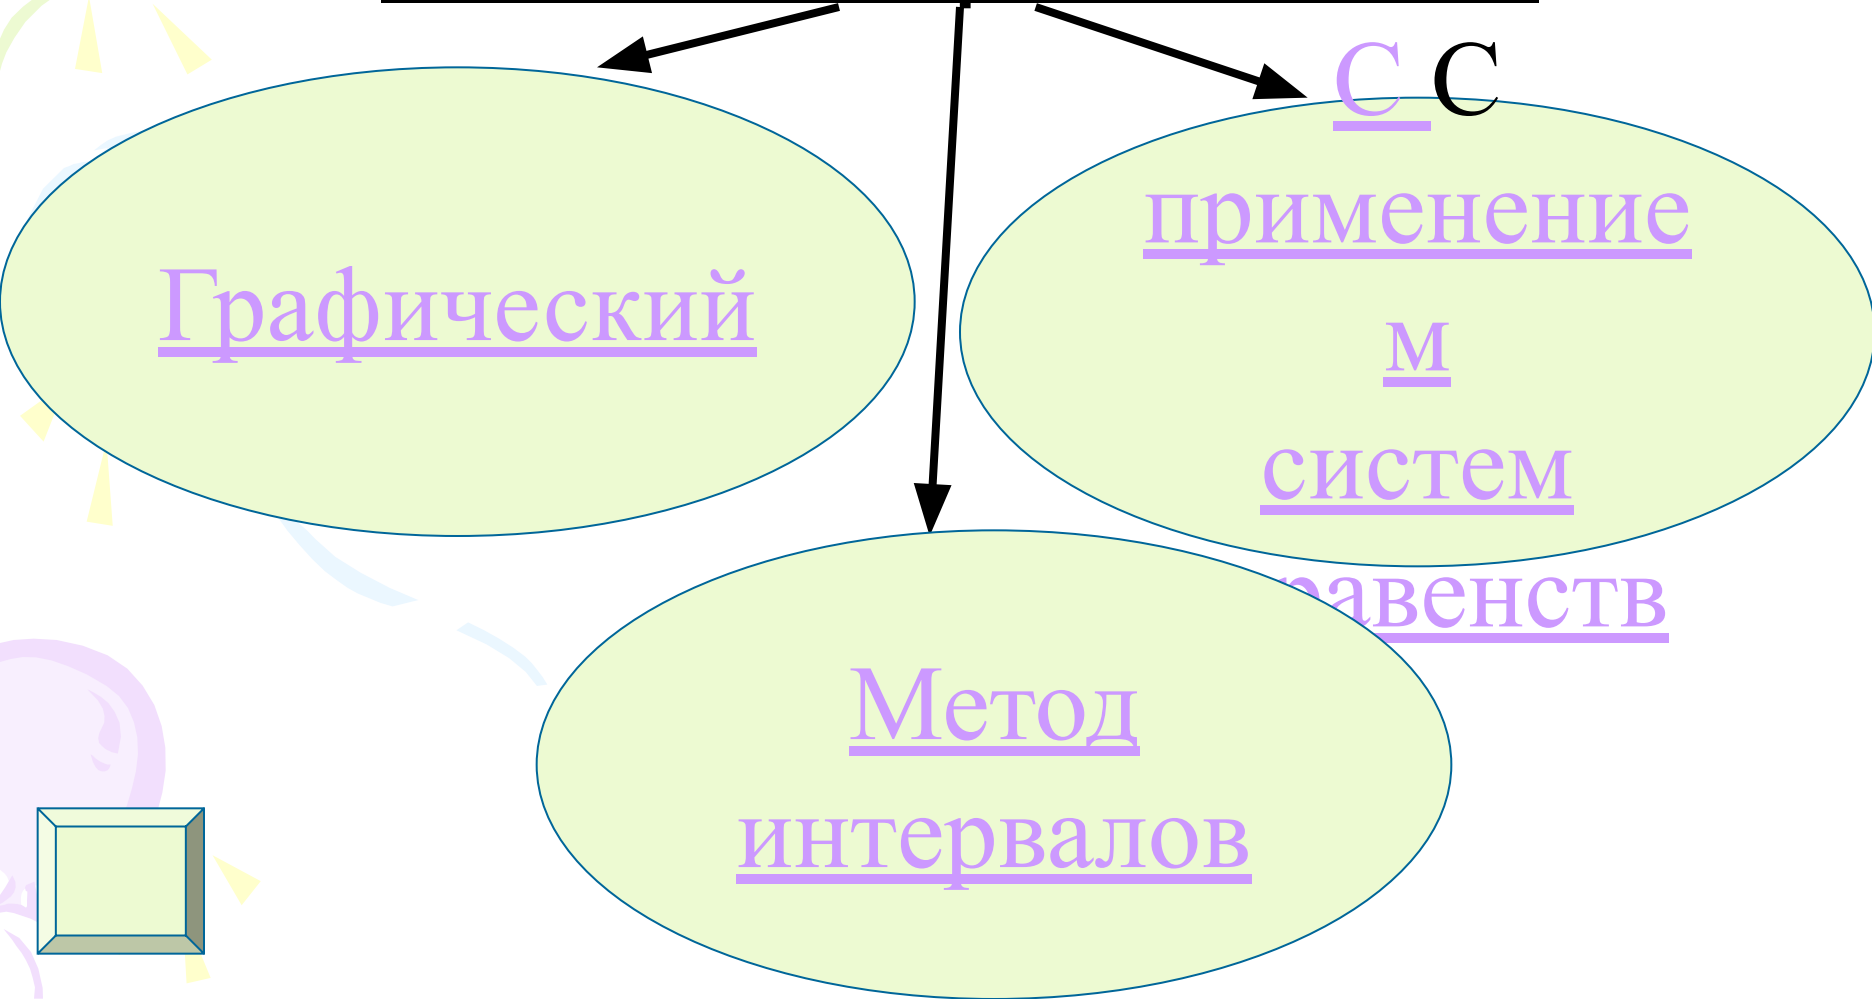 Графический
С С
применение
м
систем
равенств
Метод
интервалов